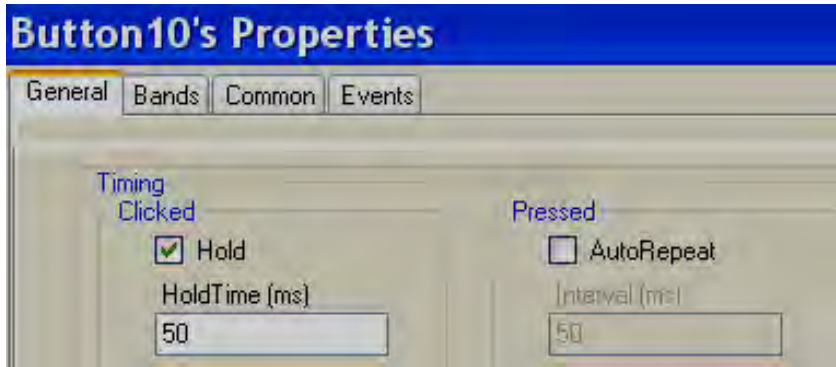 Button10's Properties
General Bands Common Events
Timing
Clicked Pressed
Hold AutoRepeat
HoldTime (ms) Interval (ms)
50 50